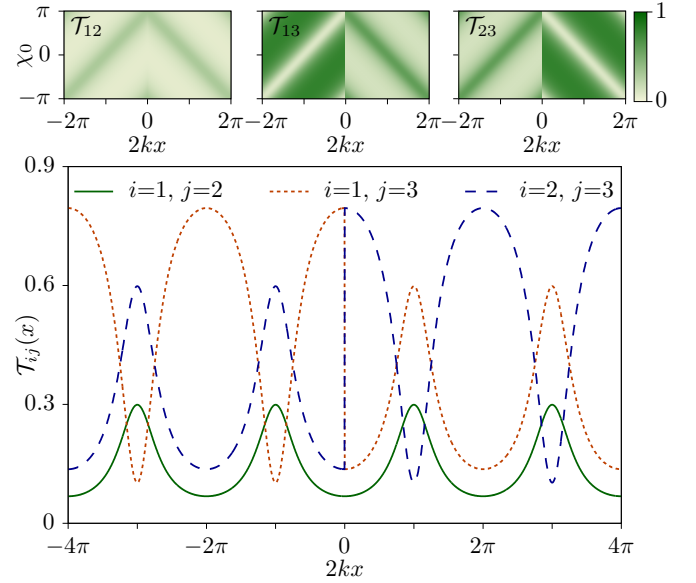 π 0 −π χ₀
𝒯₁₂ 𝒯₁₃ 𝒯₂₃
1 0
−2π 0 2π −2π 0 2π −2π 0 2π
2kx 2kx 2kx
0.9
i=1, j=2 i=1, j=3 i=2, j=3
0.6
𝒯ᵢⱼ(x)
0.3
0
−4π −2π 0 2π 4π
2kx